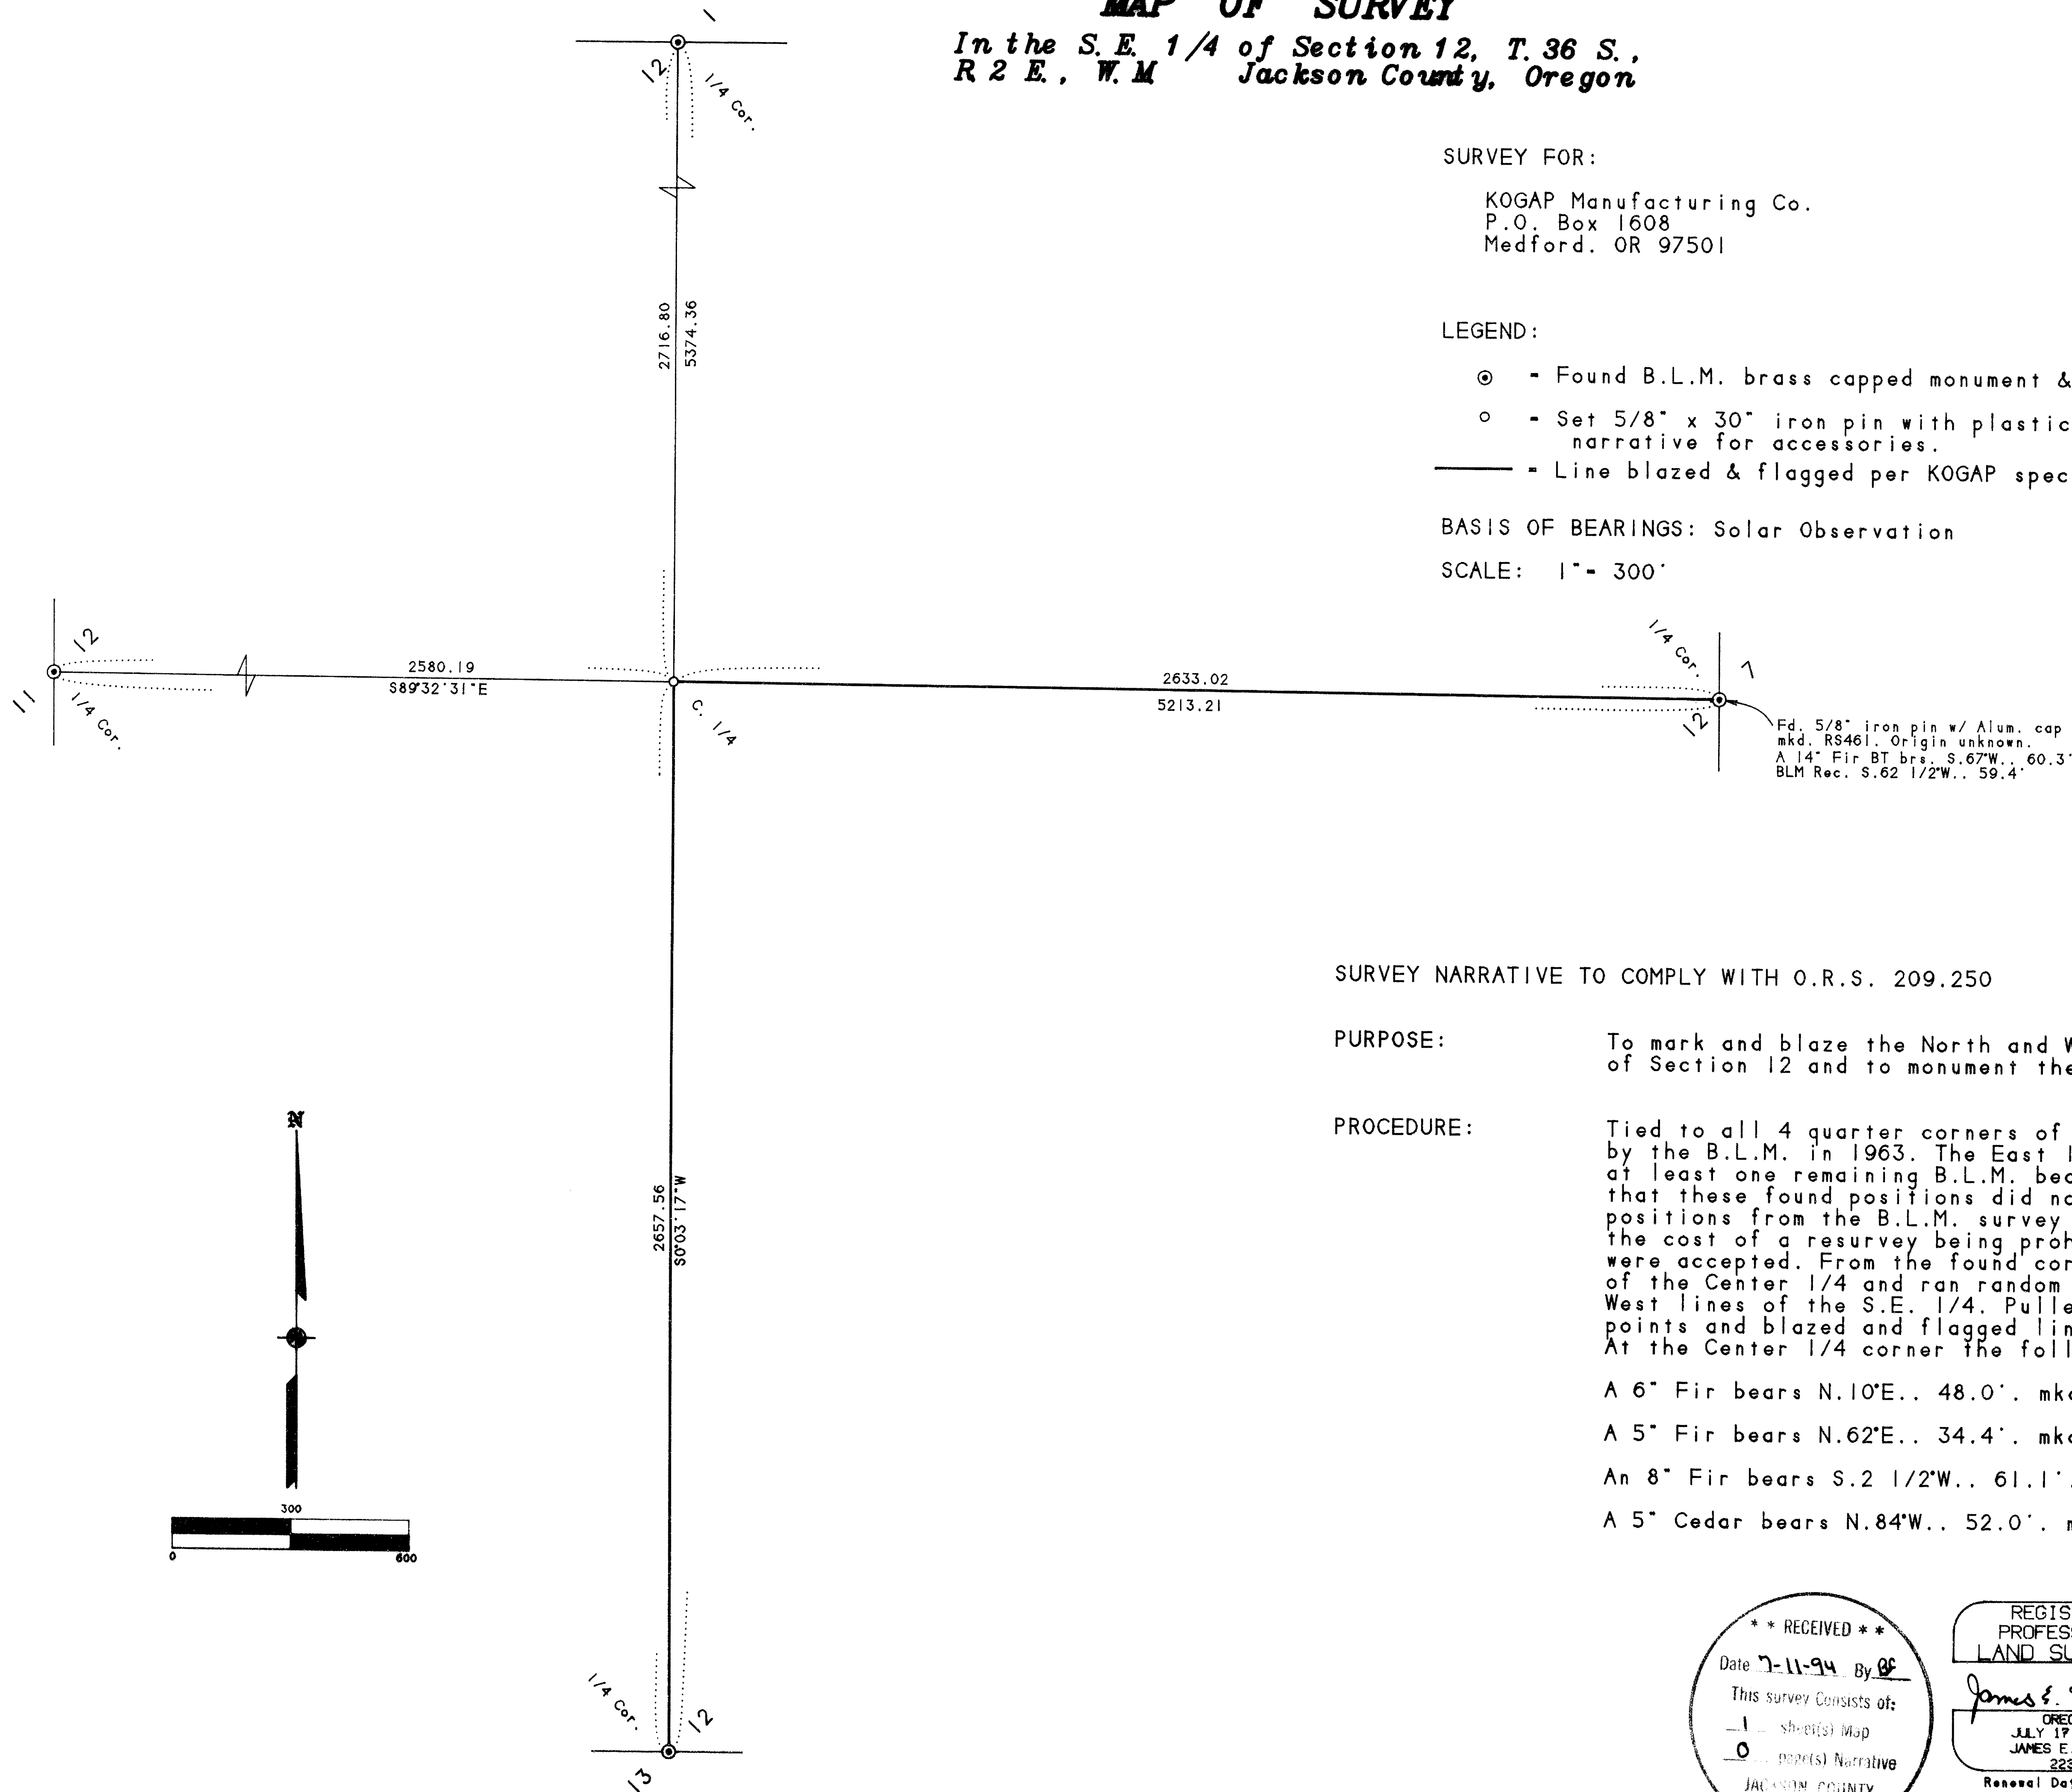 MAP OF SURVEY
In the S.E. 1/4 of Section 12, T. 36 S.,
R 2 E., W. M. Jackson County, Oregon
1
12
1/4 Cor.
2716.80
5374.36
SURVEY FOR:
KOGAP Manufacturing Co.
P.O. Box 1608
Medford. OR 97501
LEGEND:
- Found B.L.M. brass capped monument &
- Set 5/8" x 30" iron pin with plastic
narrative for accessories.
- Line blazed & flagged per KOGAP spec
BASIS OF BEARINGS: Solar Observation
SCALE: 1"= 300'
12
11
1/4 Cor.
2580.19
S89°32'31"E
C. 1/4
2633.02
5213.21
1/4 Cor.
7
12
Fd. 5/8" iron pin w/ Alum. cap
mkd. RS461. Origin unknown.
A 14" Fir BT brs. S.67°W.. 60.3'
BLM Rec. S.62 1/2°W.. 59.4'
2657.56
S0°03'17"W
SURVEY NARRATIVE TO COMPLY WITH O.R.S. 209.250
PURPOSE:
To mark and blaze the North and W
of Section 12 and to monument the
PROCEDURE:
Tied to all 4 quarter corners of
by the B.L.M. in 1963. The East l
at least one remaining B.L.M. bea
that these found positions did no
positions from the B.L.M. survey
the cost of a resurvey being proh
were accepted. From the found cor
of the Center 1/4 and ran random
West lines of the S.E. 1/4. Pulle
points and blazed and flagged lin
At the Center 1/4 corner the foll
A 6" Fir bears N.10°E.. 48.0'. mkd
A 5" Fir bears N.62°E.. 34.4'. mkd
An 8" Fir bears S.2 1/2°W.. 61.1'.
A 5" Cedar bears N.84°W.. 52.0'. m
N
300
0
600
1/4 Cor.
12
13
* * RECEIVED * *
Date 7-11-94 By BF
This survey Consists of:
1 sheet(s) Map
0 page(s) Narrative
JACKSON COUNTY
REGIS
PROFESS
LAND SU
James E.
OREG
JULY 17
JAMES E.
223
Renewal Da